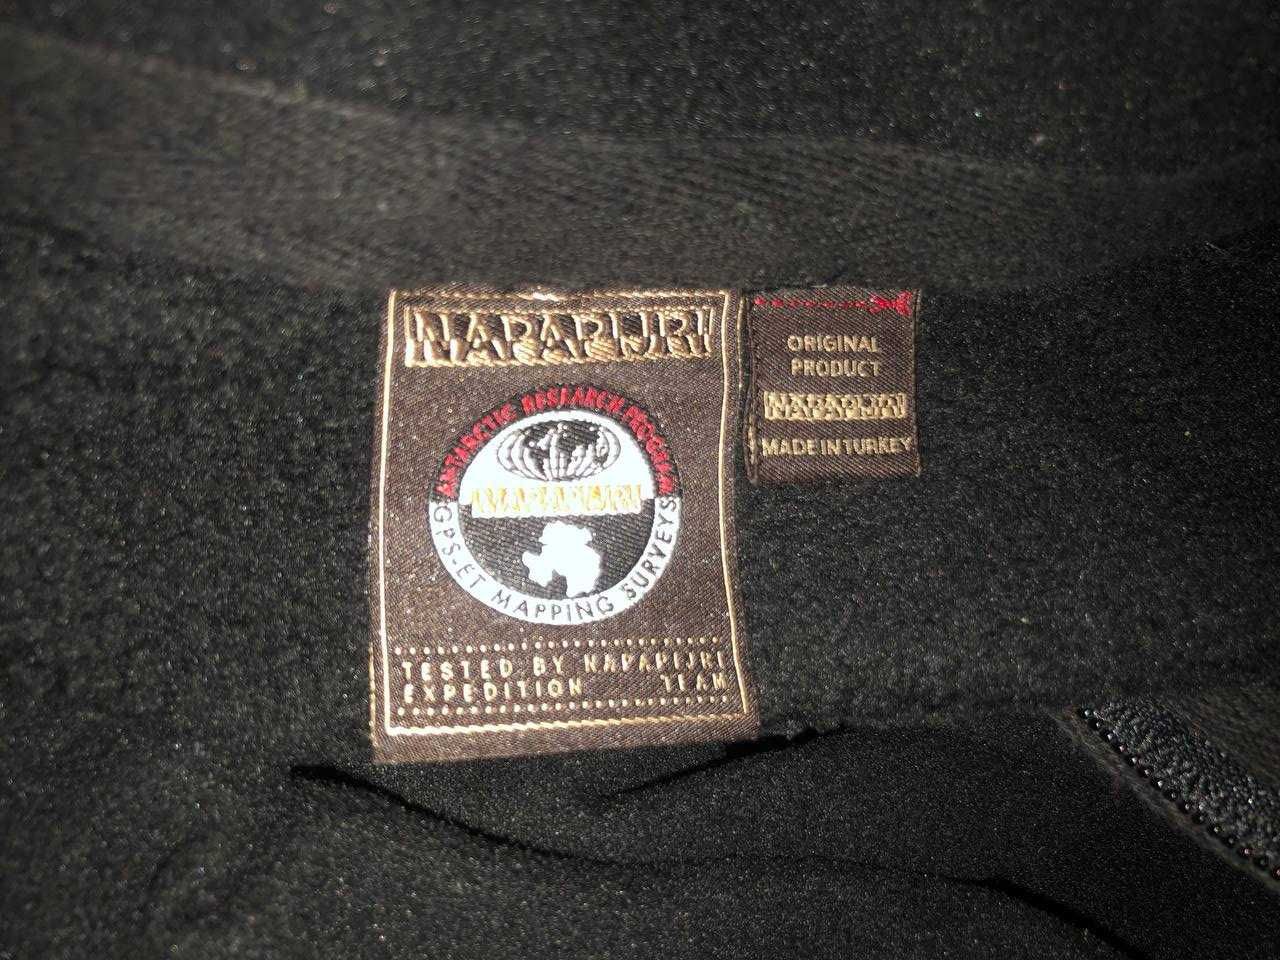 NAPAPIJRI
ANTARCTIC RESEARCH PROGRAM
NAPAPIJRI
GPS-ET MAPPING SURVEYS
TESTED BY NAPAPIJRI
EXPEDITION TEAM
ORIGINAL
PRODUCT
NAPAPIJRI
MADE IN TURKEY